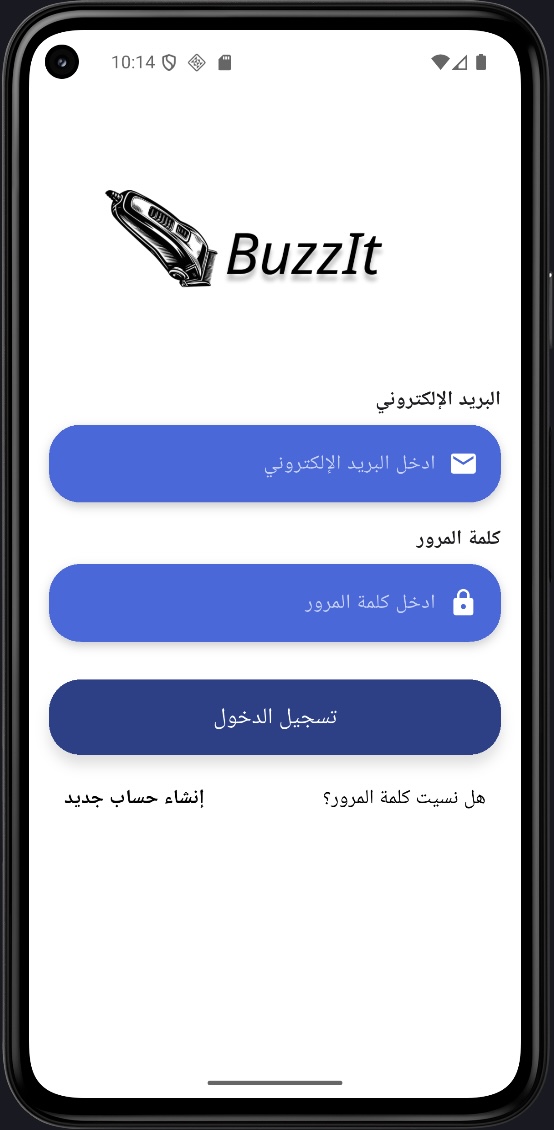 10:14
BuzzIt
البريد الإلكتروني
ادخل البريد الإلكتروني
كلمة المرور
ادخل كلمة المرور
تسجيل الدخول
هل نسيت كلمة المرور؟ إنشاء حساب جديد